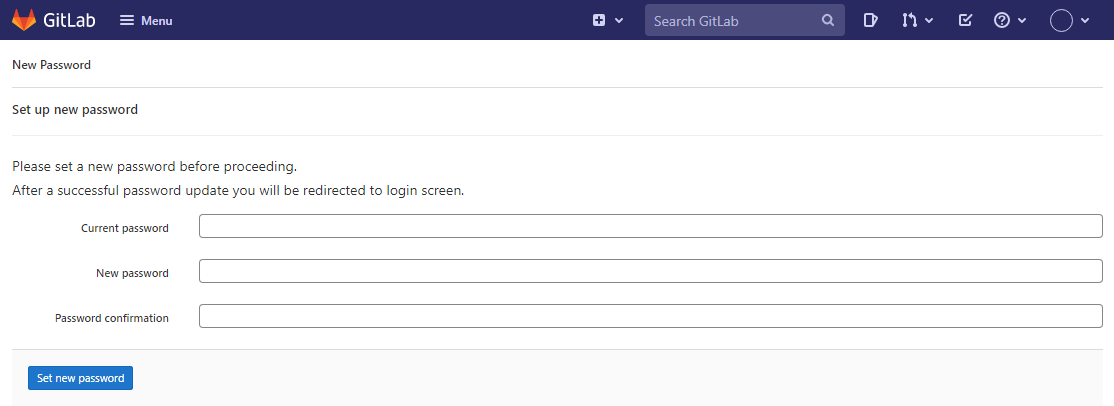 GitLab Menu Search GitLab
New Password
Set up new password
Please set a new password before proceeding.
After a successful password update you will be redirected to login screen.
Current password
New password
Password confirmation
Set new password